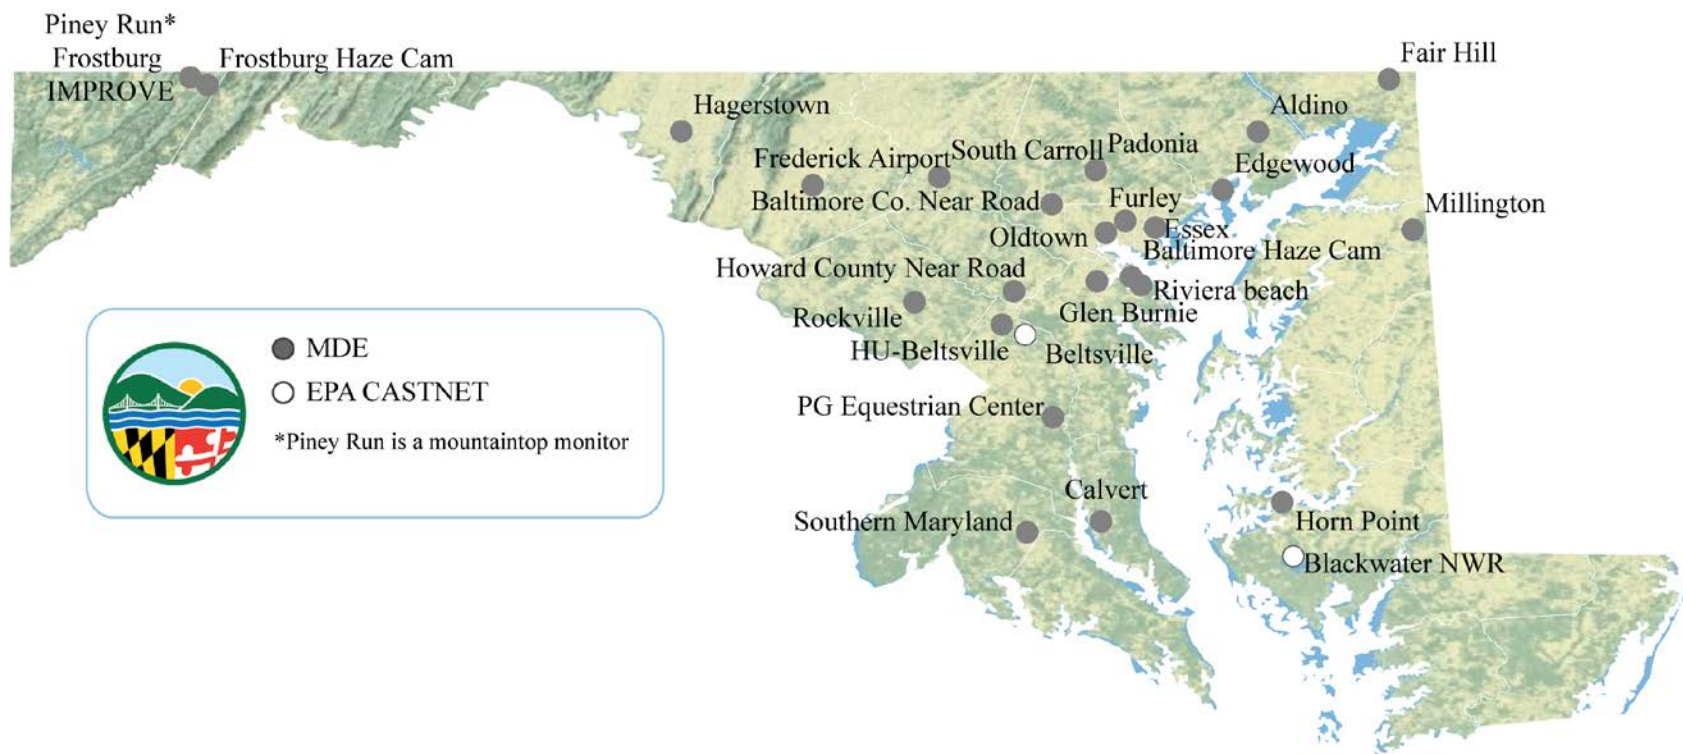 Piney Run*
Frostburg
IMPROVE
Frostburg Haze Cam
Fair Hill
Hagerstown
Aldino
Frederick Airport
South Carroll
Padonia
Edgewood
Baltimore Co. Near Road
Furley
Millington
Oldtown
Essex
Baltimore Haze Cam
Howard County Near Road
Riviera beach
Rockville
Glen Burnie
HU-Beltsville
Beltsville
PG Equestrian Center
Calvert
Southern Maryland
Horn Point
Blackwater NWR
MDE
EPA CASTNET
*Piney Run is a mountaintop monitor